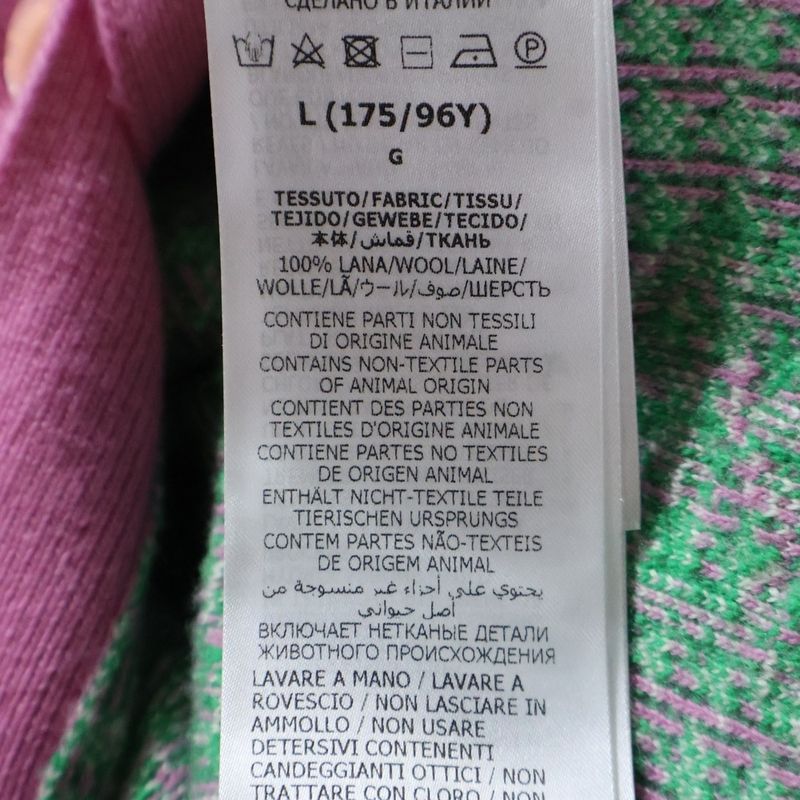 СДЕЛАНО В ИТАЛИИ
P
L (175/96Y)
G
TESSUTO/FABRIC/TISSU/
TEJIDO/GEWEBE/TECIDO/
本体/قماش/ТКАНЬ
100% LANA/WOOL/LAINE/
WOLLE/LÃ/ウール/صوف/ШЕРСТЬ
CONTIENE PARTI NON TESSILI
DI ORIGINE ANIMALE
CONTAINS NON-TEXTILE PARTS
OF ANIMAL ORIGIN
CONTIENT DES PARTIES NON
TEXTILES D'ORIGINE ANIMALE
CONTIENE PARTES NO TEXTILES
DE ORIGEN ANIMAL
ENTHÄLT NICHT-TEXTILE TEILE
TIERISCHEN URSPRUNGS
CONTEM PARTES NÃO-TEXTEIS
DE ORIGEM ANIMAL
يحتوي على أجزاء غير منسوجة من
أصل حيواني
ВКЛЮЧАЕТ НЕТКАНЫЕ ДЕТАЛИ
ЖИВОТНОГО ПРОИСХОЖДЕНИЯ
LAVARE A MANO / LAVARE A
ROVESCIO / NON LASCIARE IN
AMMOLLO / NON USARE
DETERSIVI CONTENENTI
CANDEGGIANTI OTTICI / NON
TRATTARE CON CLORO / NON